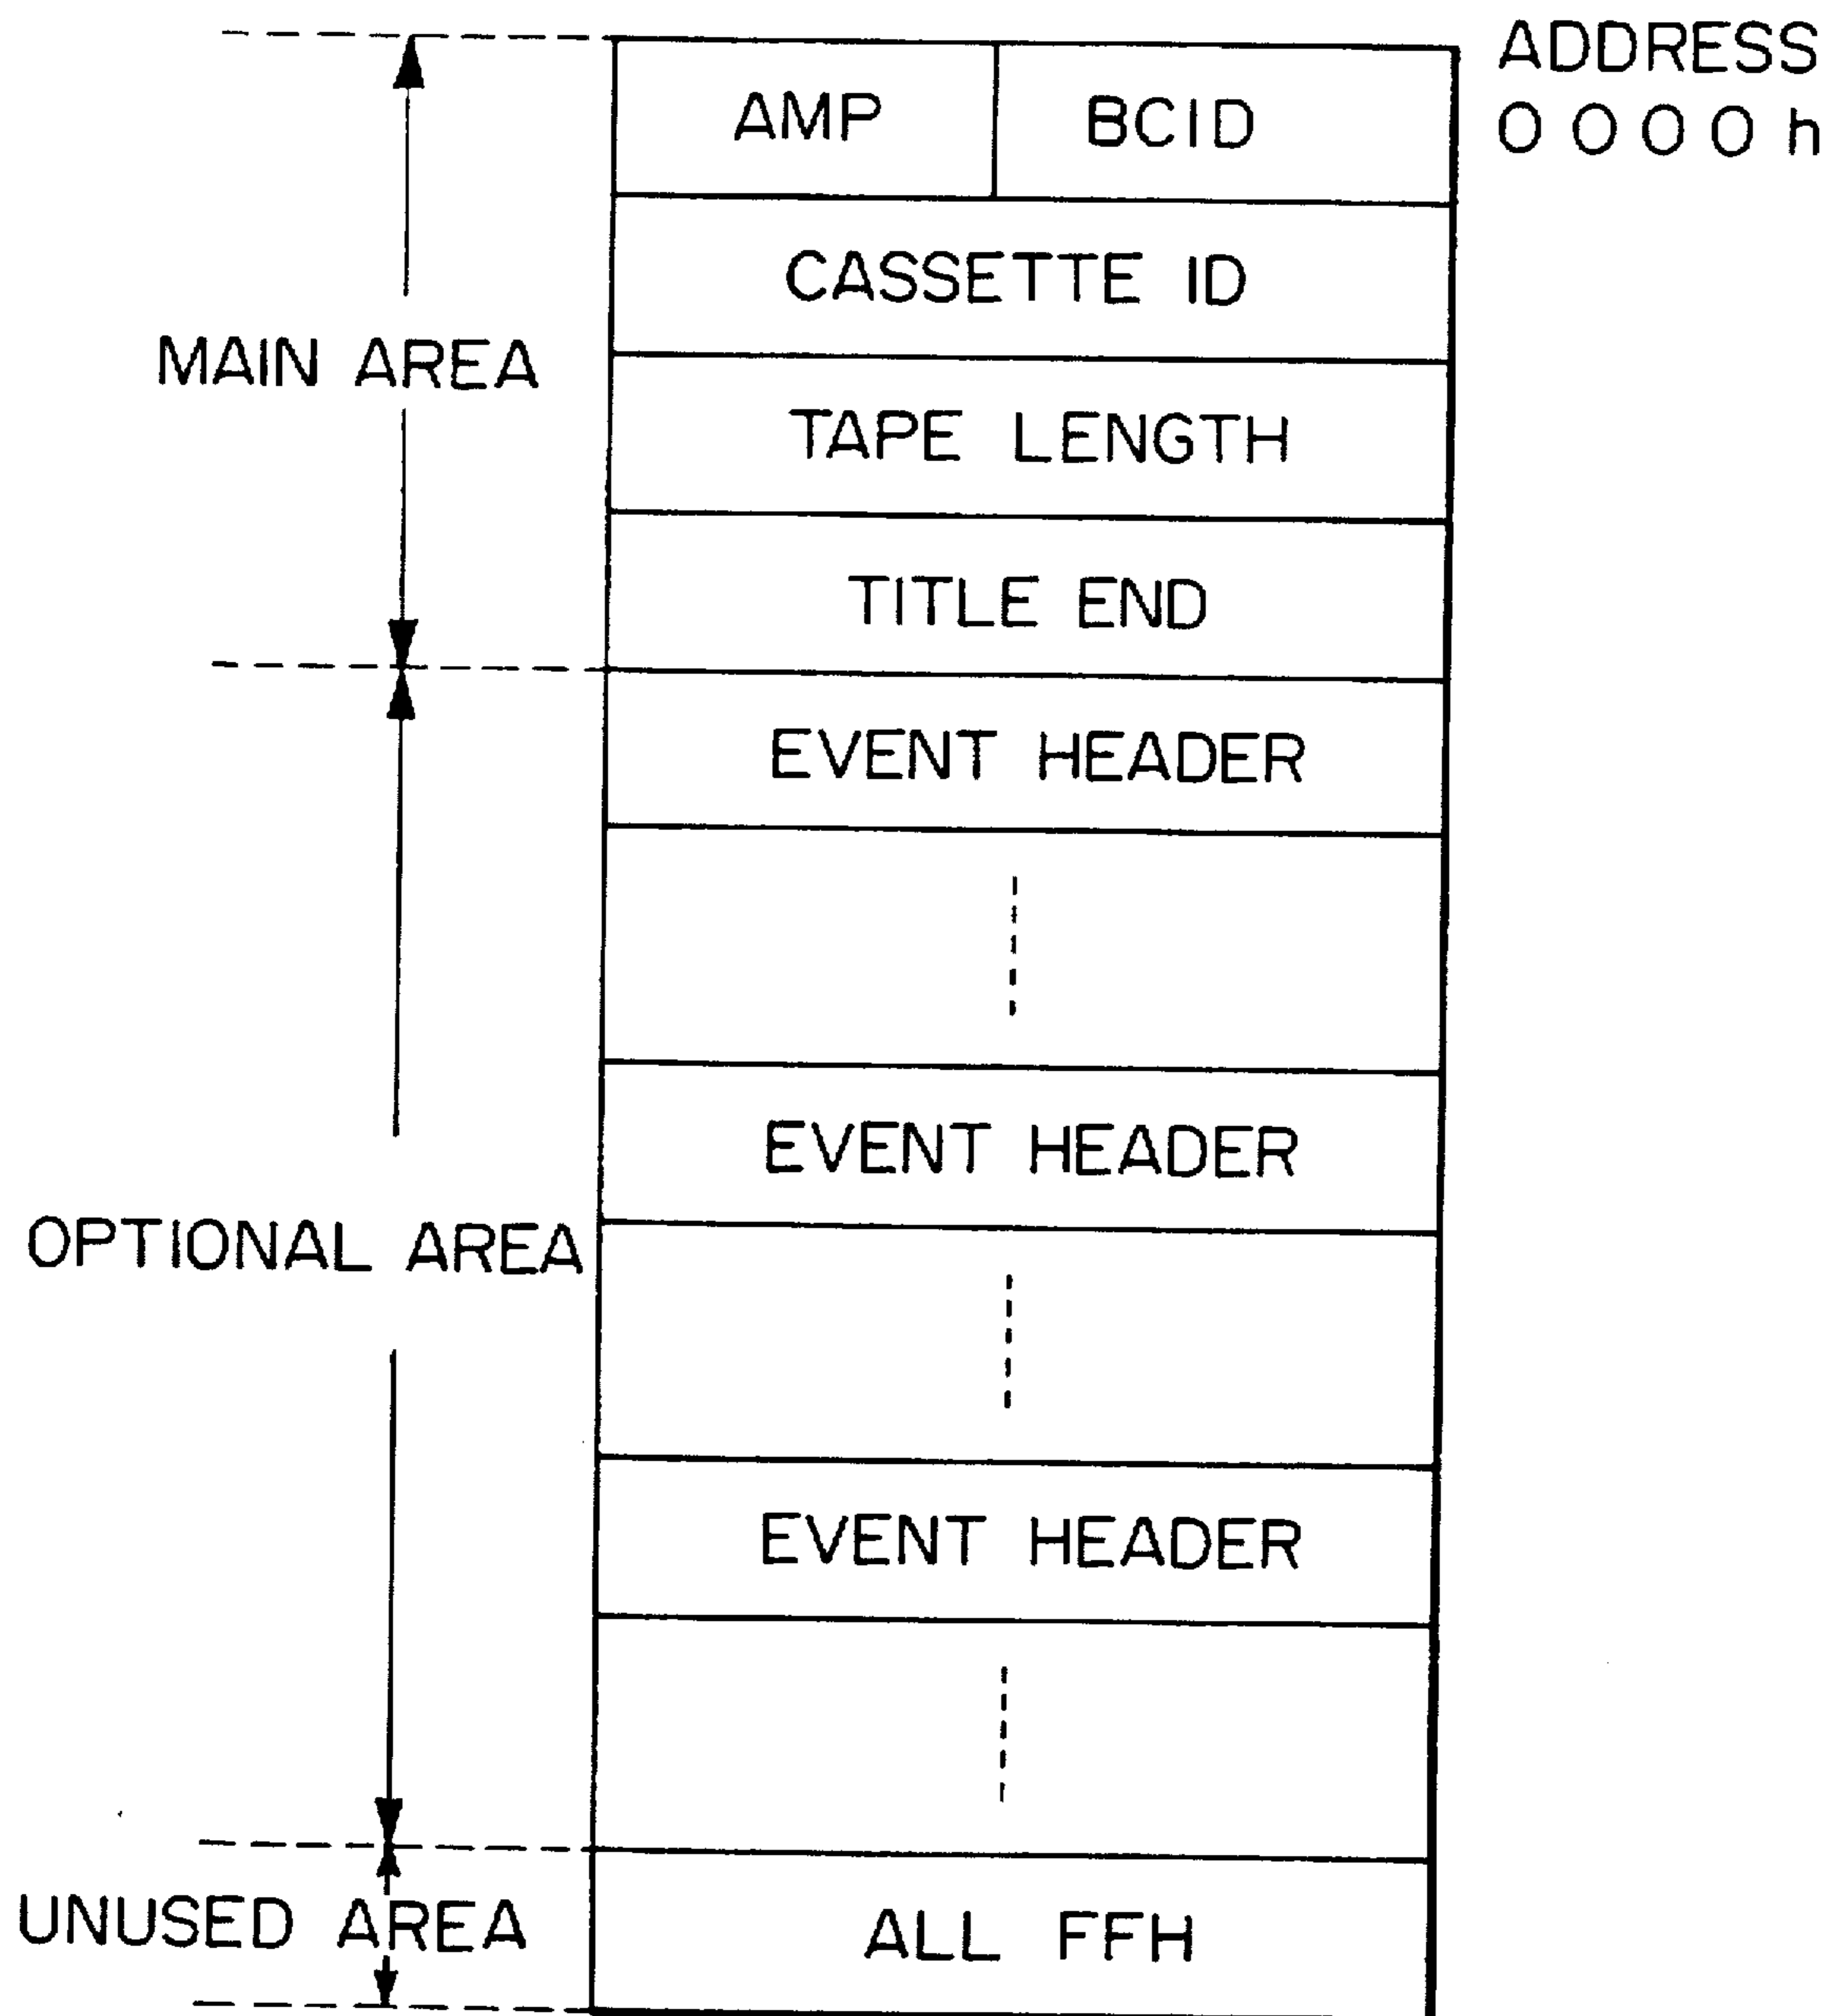 ADDRESS
0000h
AMP BCID
CASSETTE ID
MAIN AREA
TAPE LENGTH
TITLE END
EVENT HEADER
EVENT HEADER
OPTIONAL AREA
EVENT HEADER
UNUSED AREA
ALL FFH